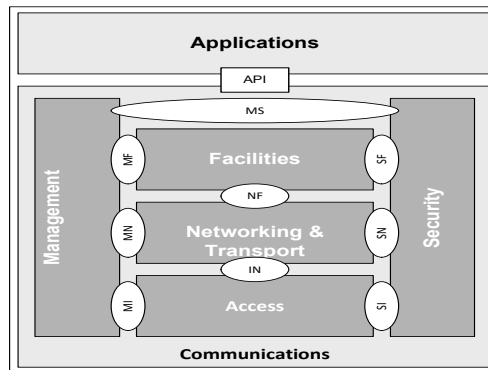 Applications
API
MS
Management
MF
Facilities
SF
Security
NF
MN
Networking &
Transport
SN
IN
MI
Access
SI
Communications